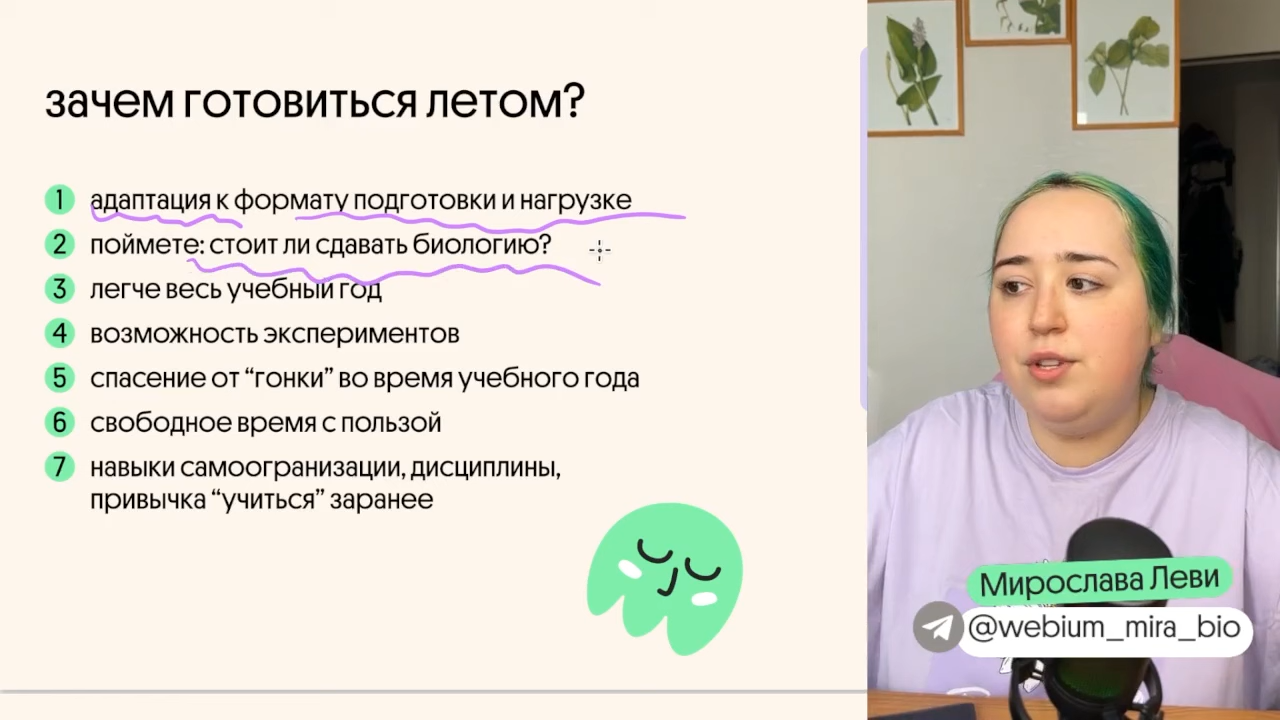 зачем готовиться летом?
1 адаптация к формату подготовки и нагрузке
2 поймете: стоит ли сдавать биологию?
3 легче весь учебный год
4 возможность экспериментов
5 спасение от “гонки” во время учебного года
6 свободное время с пользой
7 навыки самоогранизации, дисциплины,
привычка “учиться” заранее
Мирослава Леви
@webium_mira_bio